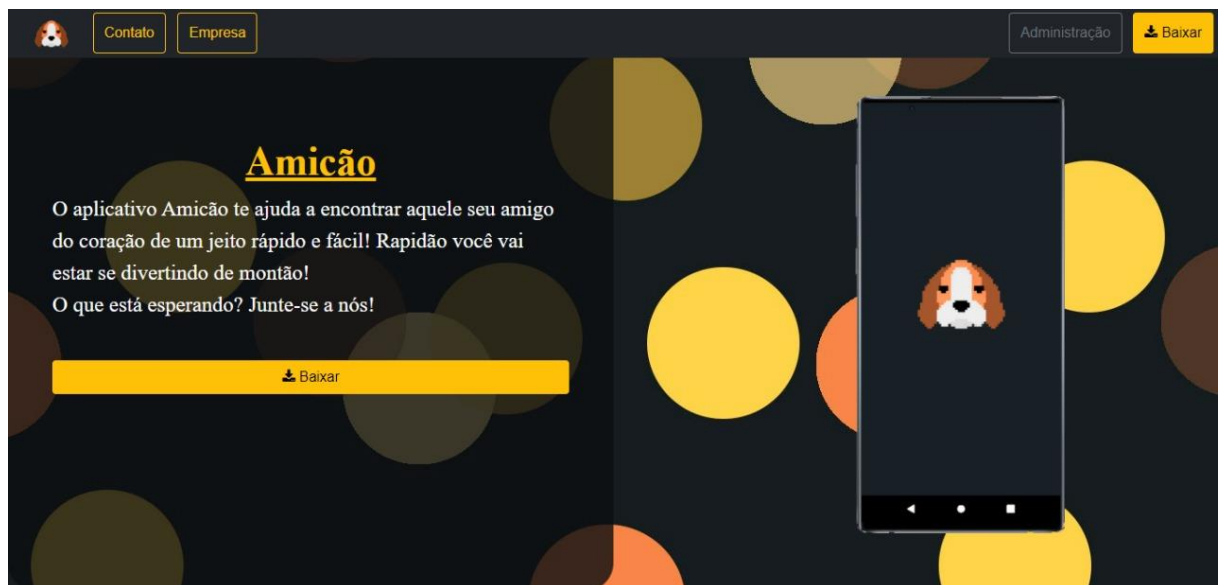 Contato
Empresa
Administração
Baixar
Amicão
O aplicativo Amicão te ajuda a encontrar aquele seu amigo
do coração de um jeito rápido e fácil! Rapidão você vai
estar se divertindo de montão!
O que está esperando? Junte-se a nós!
Baixar